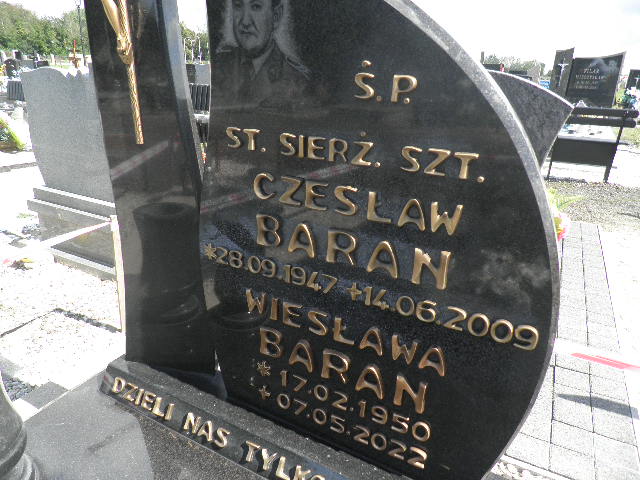 Ś.P.
ST. SIERŻ. SZT.
CZESŁAW
BARAN
*28.09.1947 +14.06.2009
WIESŁAWA
BARAN
* 17.02.1950
+ 07.05.2022
DZIELI NAS TYLKO